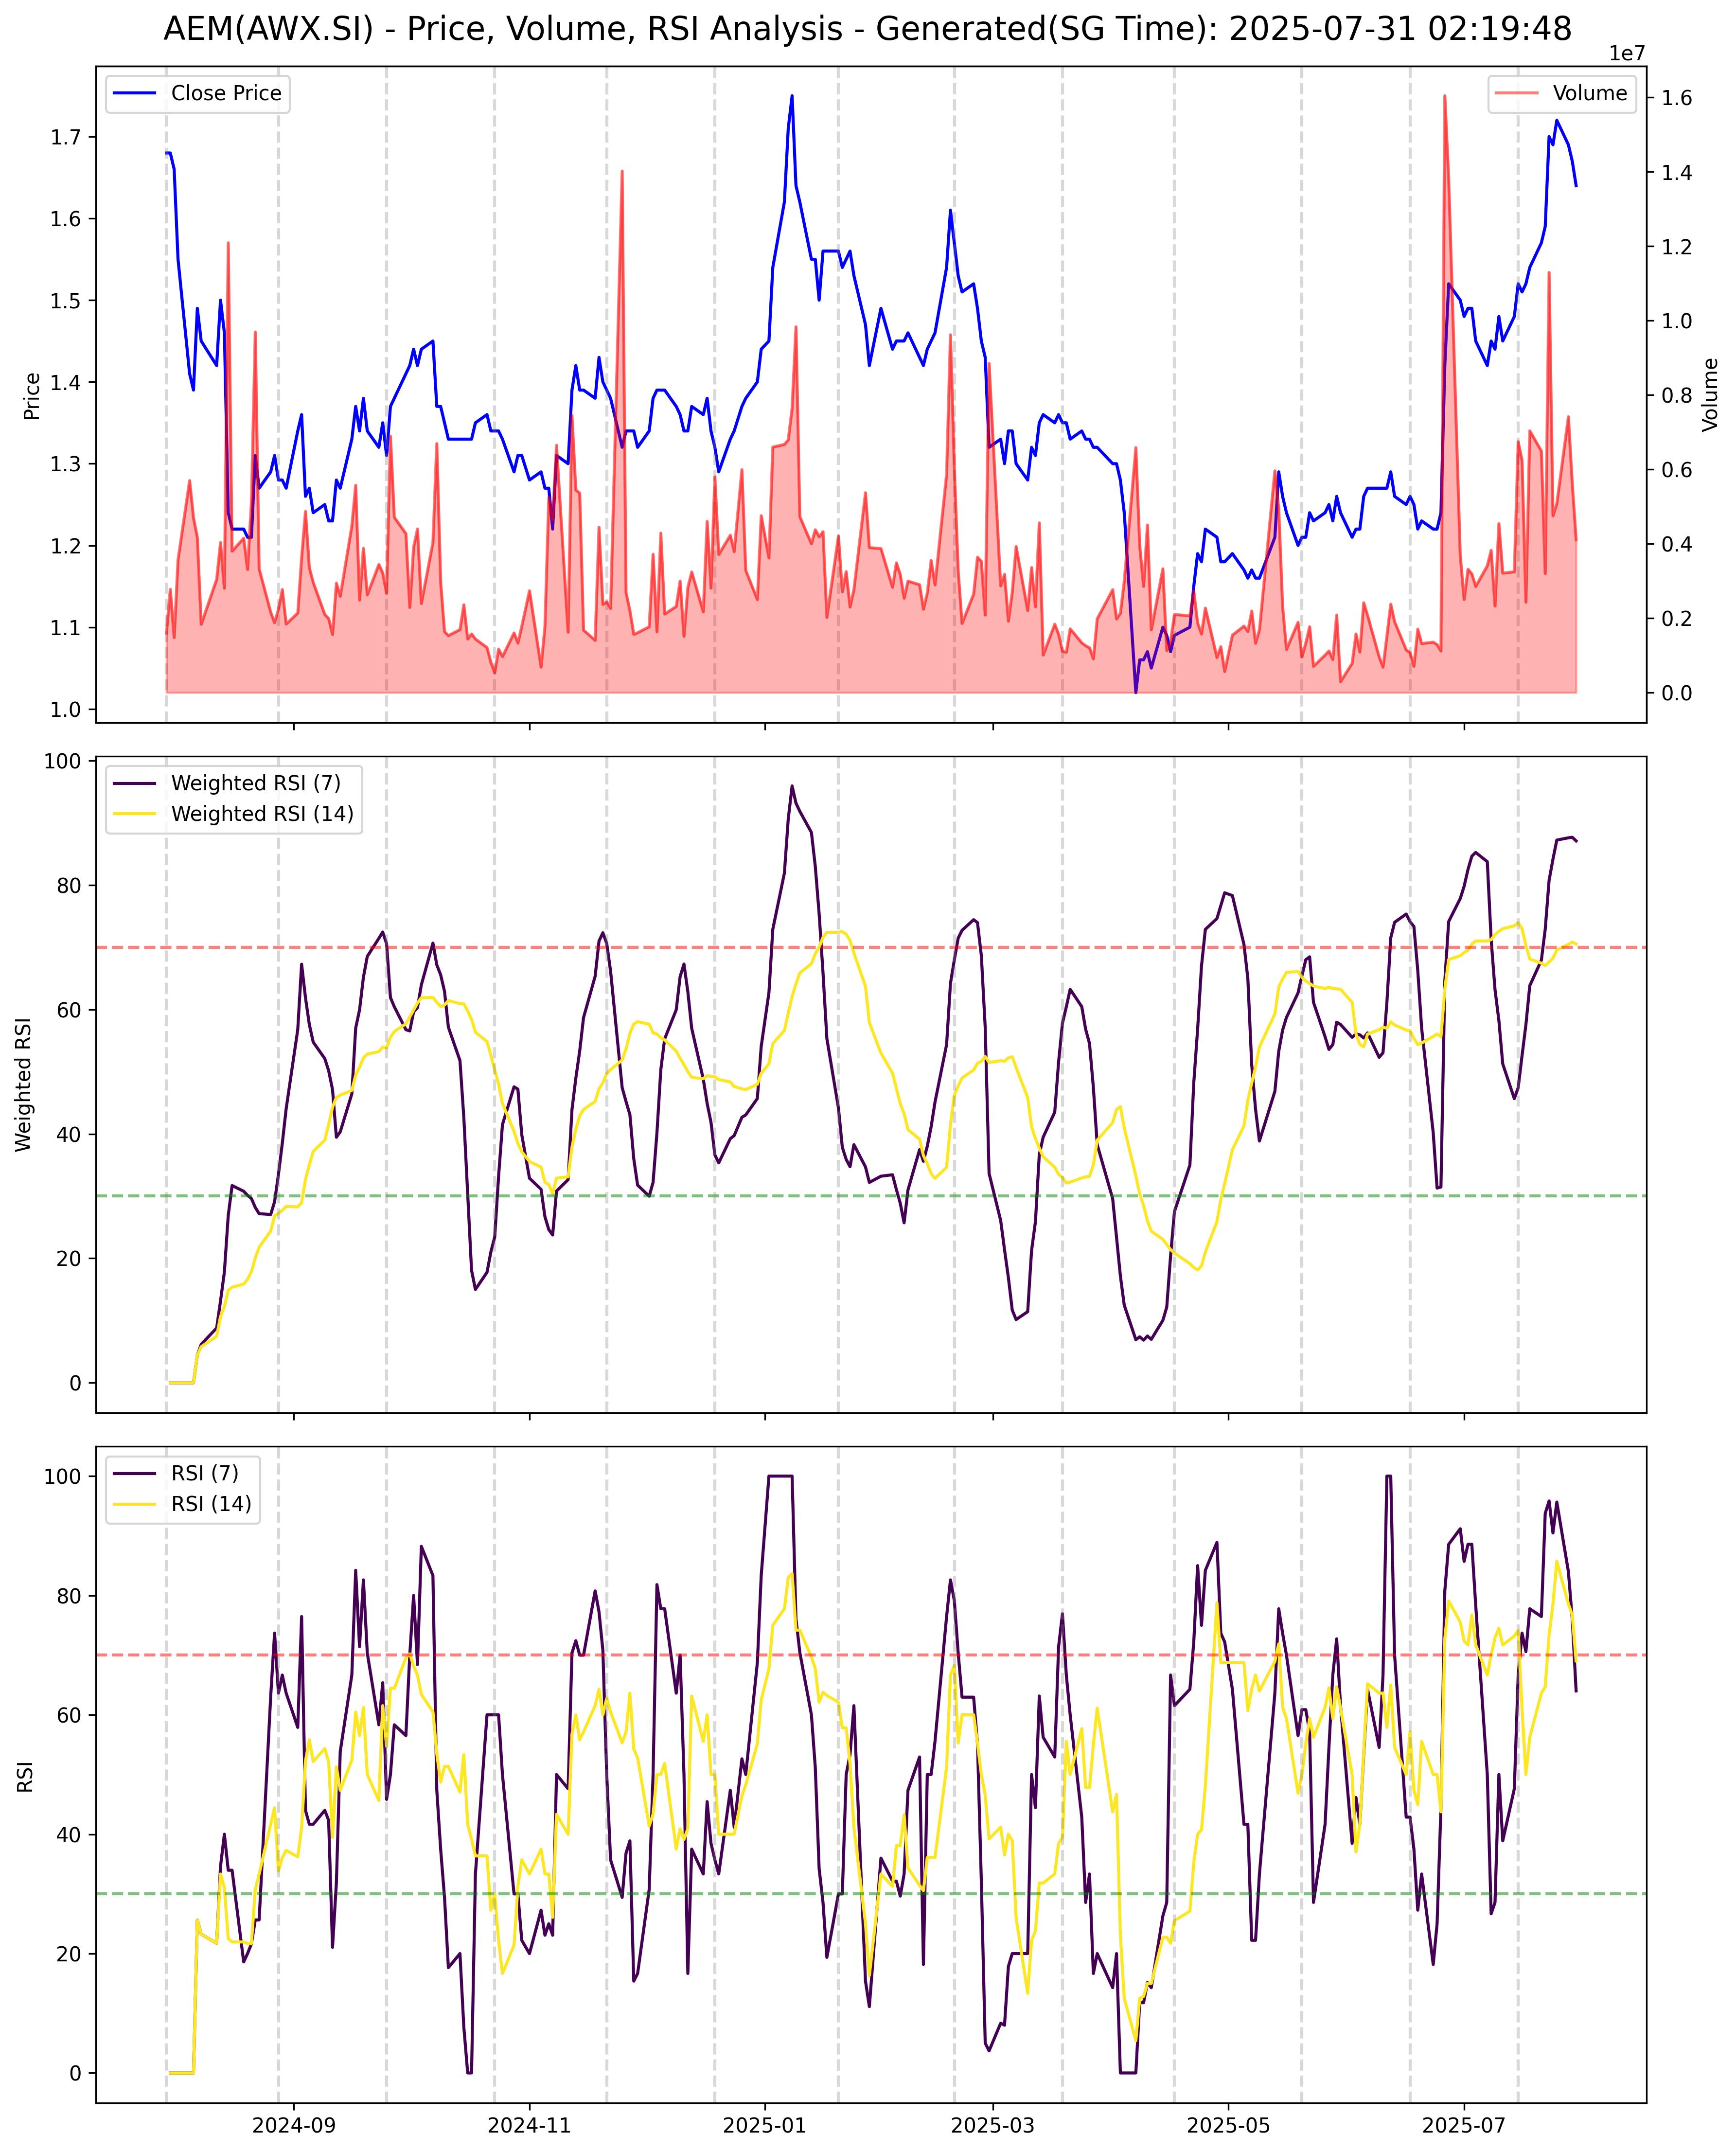 AEM(AWX.SI) - Price, Volume, RSI Analysis - Generated(SG Time): 2025-07-31 02:19:48
1e7
Close Price
Volume
1.7
1.6
1.5
1.4
1.3
1.2
1.1
1.0
Price
1.6
1.4
1.2
1.0
0.8
0.6
0.4
0.2
0.0
Volume
Weighted RSI (7)
Weighted RSI (14)
100
80
60
40
20
0
Weighted RSI
RSI (7)
RSI (14)
100
80
60
40
20
0
RSI
2024-09
2024-11
2025-01
2025-03
2025-05
2025-07